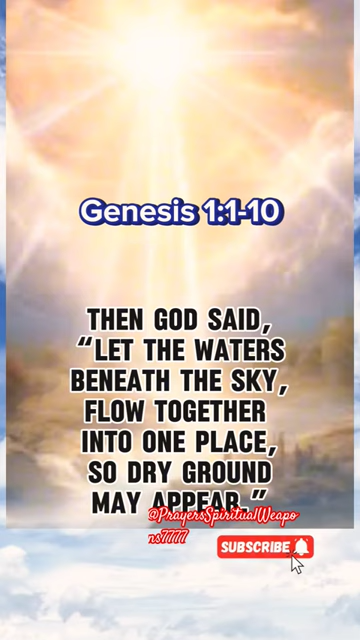 Genesis 1:1-10
THEN GOD SAID,
“LET THE WATERS
BENEATH THE SKY,
FLOW TOGETHER
INTO ONE PLACE,
SO DRY GROUND
MAY APPEAR.”
@PrayersSpiritualWeapo
ns7777
SUBSCRIBE